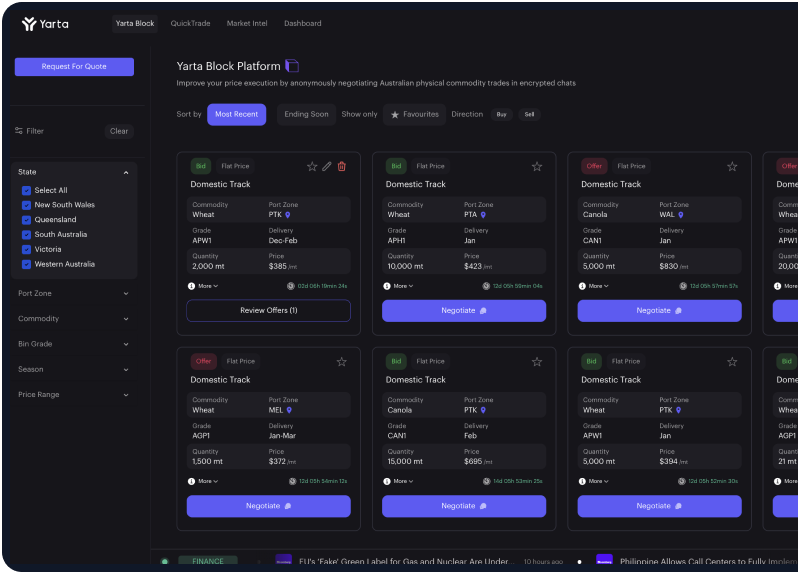 Yarta
Yarta Block QuickTrade Market Intel Dashboard
Request For Quote
Filter Clear
State
Select All
New South Wales
Queensland
South Australia
Victoria
Western Australia
Port Zone
Commodity
Bin Grade
Season
Price Range
Yarta Block Platform
Improve your price execution by anonymously negotiating Australian physical commodity trades in encrypted chats
Sort by Most Recent Ending Soon Show only Favourites Direction Buy Sell
Bid Flat Price
Domestic Track
Commodity Port Zone
Wheat PTK
Grade Delivery
APW1 Dec-Feb
Quantity Price
2,000 mt $385 /mt
More 02d 06h 19min 24s
Review Offers (1)
Bid Flat Price
Domestic Track
Commodity Port Zone
Wheat PTA
Grade Delivery
APH1 Jan
Quantity Price
10,000 mt $423 /mt
More 12d 05h 59min 04s
Negotiate
Offer Flat Price
Domestic Track
Commodity Port Zone
Canola WAL
Grade Delivery
CAN1 Jan
Quantity Price
5,000 mt $830 /mt
More 12d 05h 57min 57s
Negotiate
Offer
Dome
Comm
Wheat
Grade
APW1
Quant
20,00
More
Offer Flat Price
Domestic Track
Commodity Port Zone
Wheat MEL
Grade Delivery
AGP1 Jan-Mar
Quantity Price
1,500 mt $372 /mt
More 12d 05h 54min 12s
Negotiate
Bid Flat Price
Domestic Track
Commodity Port Zone
Canola PTK
Grade Delivery
CAN1 Feb
Quantity Price
15,000 mt $695 /mt
More 14d 05h 53min 25s
Negotiate
Bid Flat Price
Domestic Track
Commodity Port Zone
Wheat PTK
Grade Delivery
APW1 Jan
Quantity Price
5,000 mt $394 /mt
More 12d 05h 52min 30s
Negotiate
Bid
Dome
Comm
Wheat
Grade
AGP1
Quant
21 mt
More
FINANCE EU's 'Fake' Green Label for Gas and Nuclear Are Under... 10 hours ago Philippine Allows Call Centers to Fully Implem